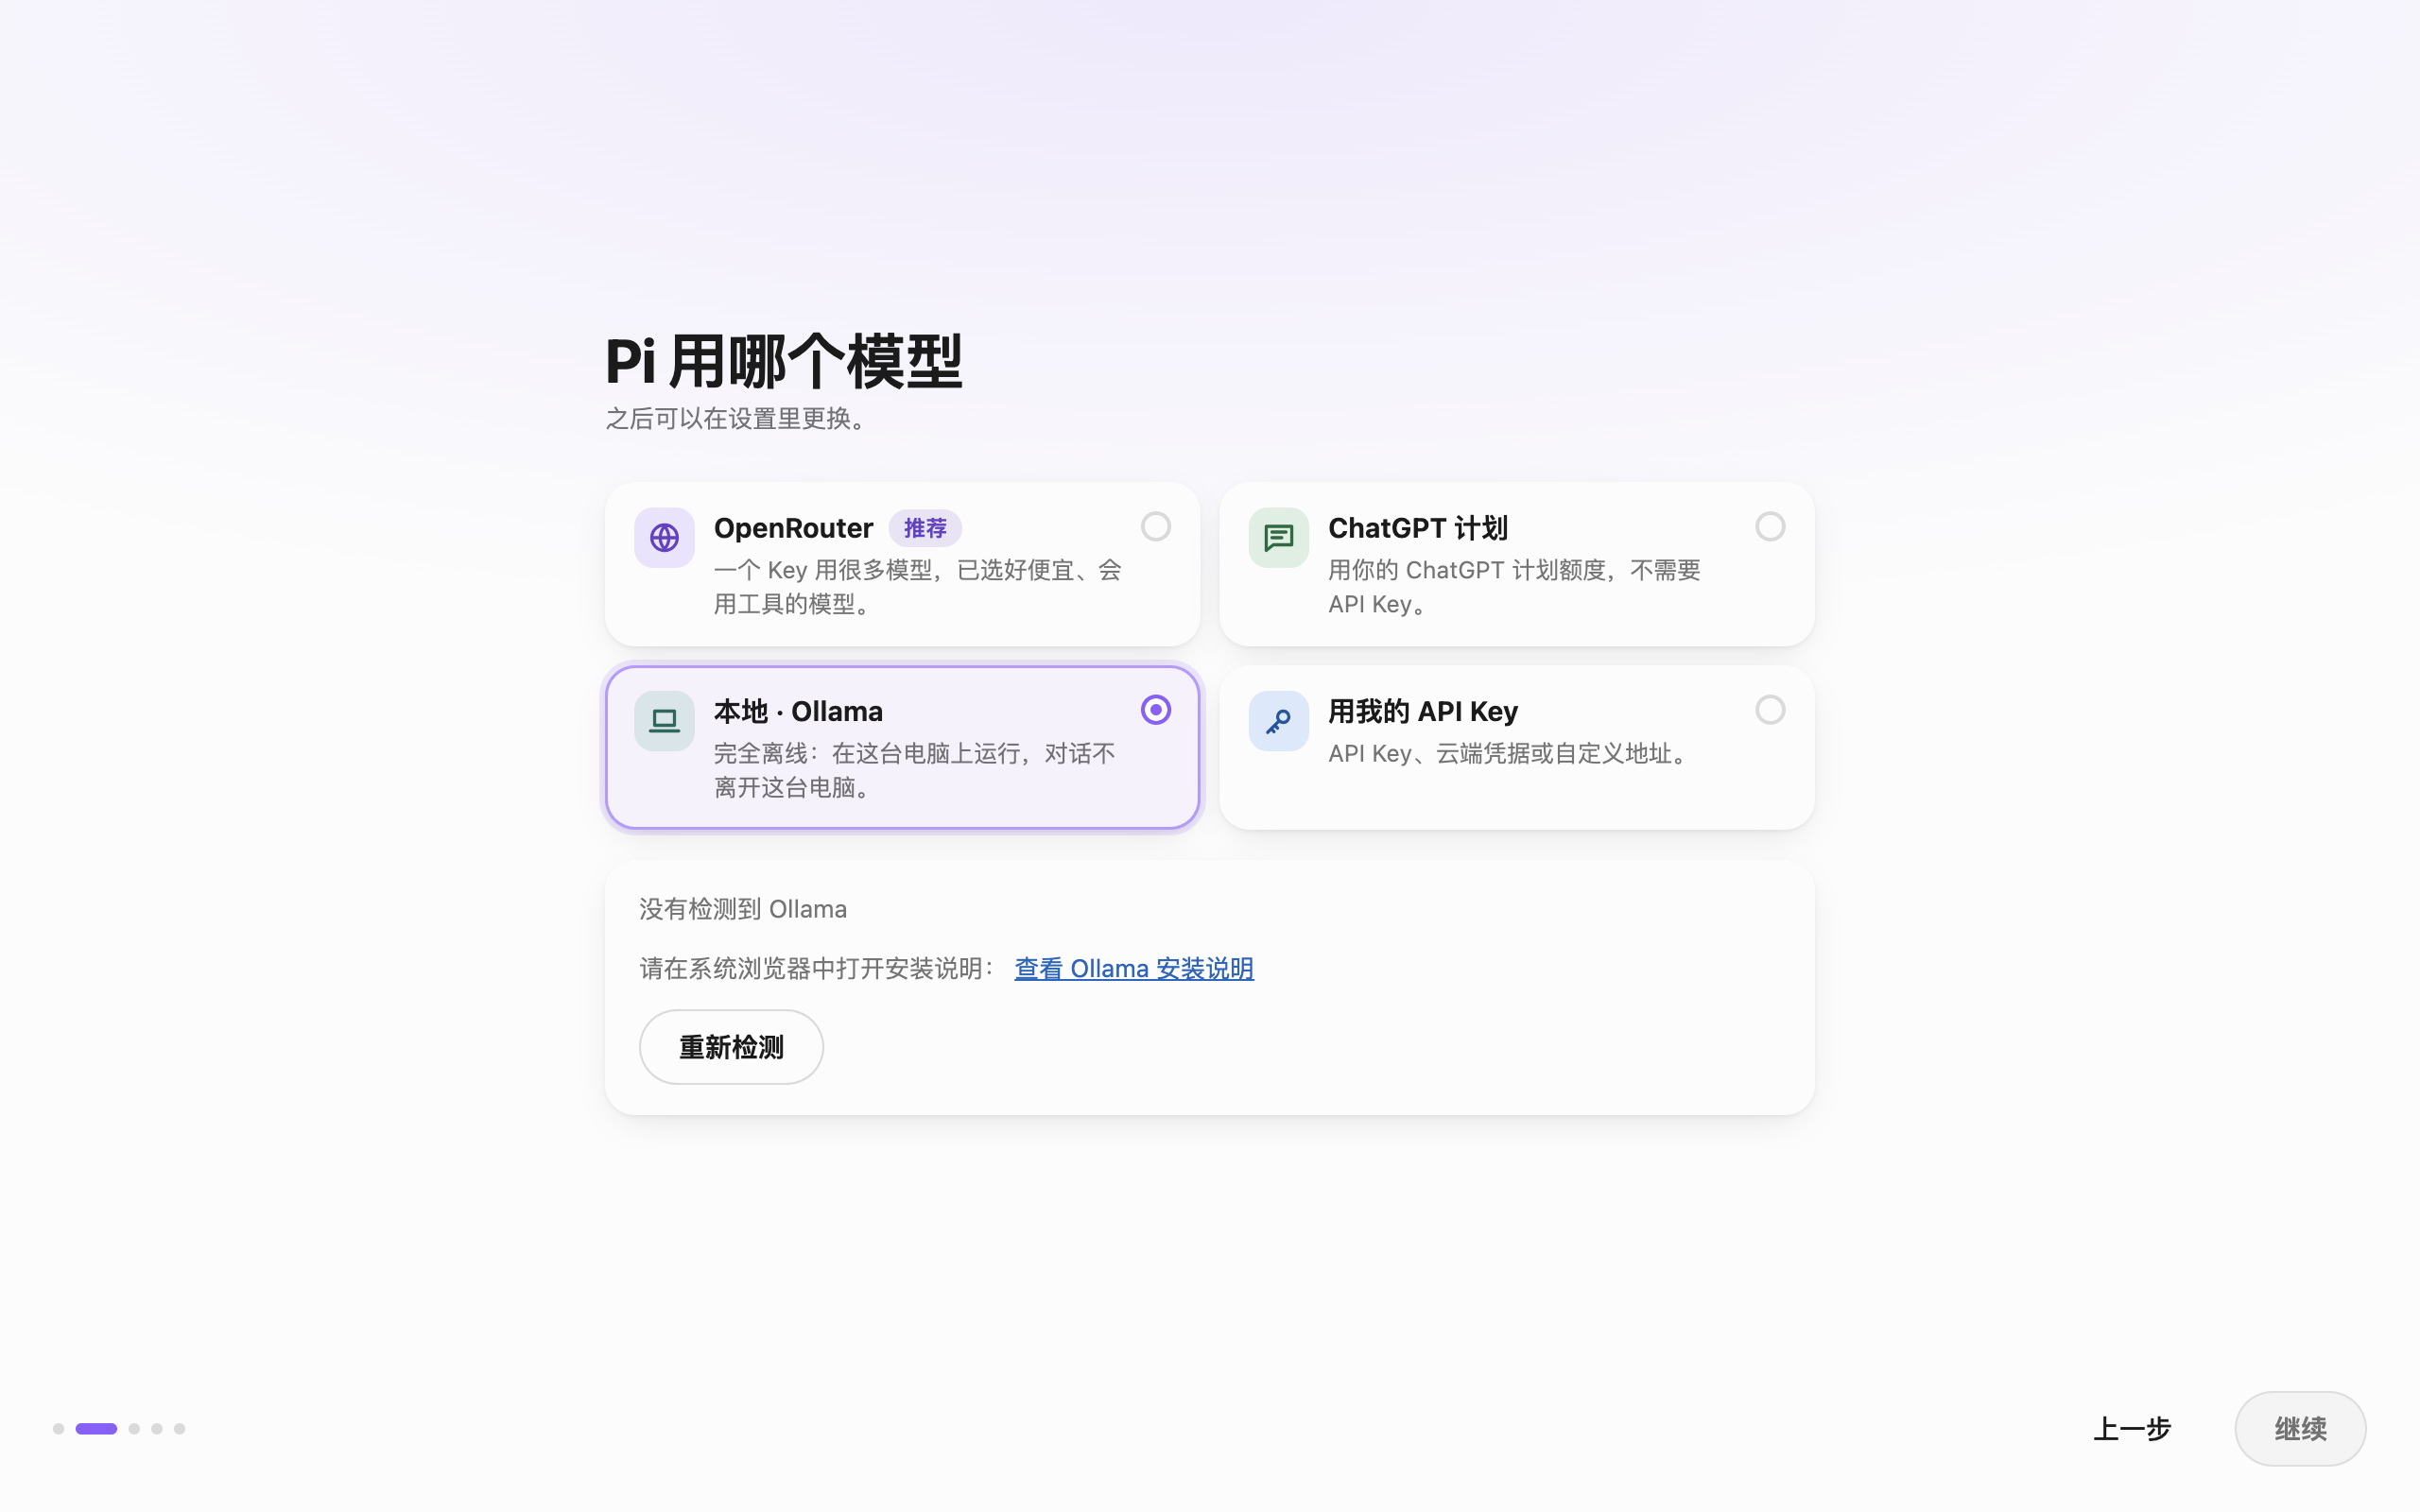 Pi 用哪个模型
之后可以在设置里更换。
OpenRouter 推荐
一个 Key 用很多模型，已选好便宜、会
用工具的模型。
ChatGPT 计划
用你的 ChatGPT 计划额度，不需要
API Key。
本地 · Ollama
完全离线：在这台电脑上运行，对话不
离开这台电脑。
用我的 API Key
API Key、云端凭据或自定义地址。
没有检测到 Ollama
请在系统浏览器中打开安装说明： 查看 Ollama 安装说明
重新检测
上一步
继续